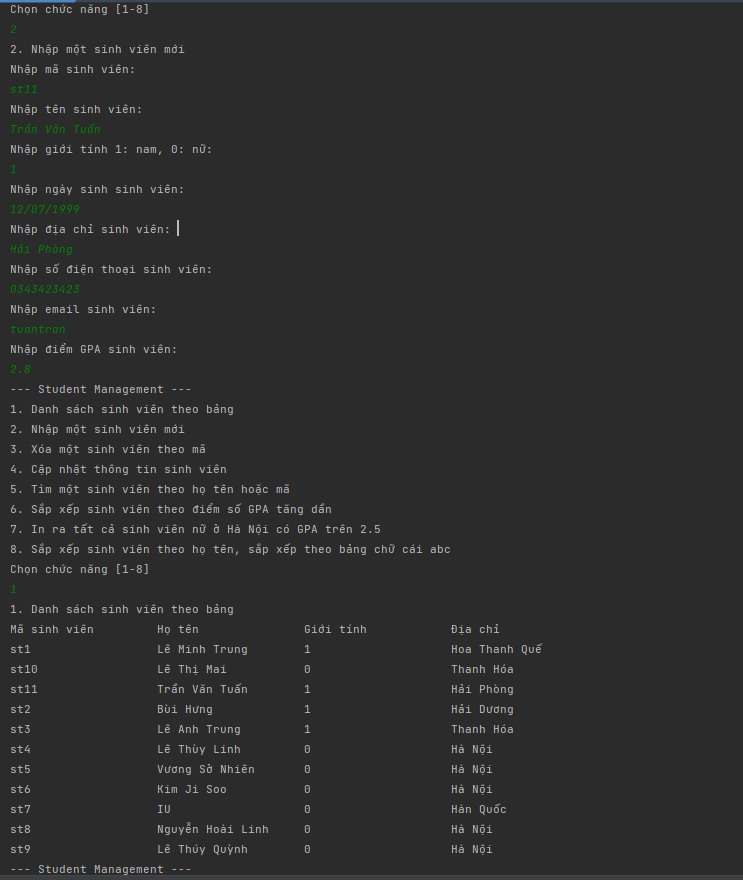 Chọn chức năng [1-8]
2
2. Nhập một sinh viên mới
Nhập mã sinh viên:
st11
Nhập tên sinh viên:
Trần Văn Tuấn
Nhập giới tính 1: nam, 0: nữ:
1
Nhập ngày sinh sinh viên:
12/07/1999
Nhập địa chỉ sinh viên:
Hải Phòng
Nhập số điện thoại sinh viên:
0343423423
Nhập email sinh viên:
tuantran
Nhập điểm GPA sinh viên:
2.8
--- Student Management ---
1. Danh sách sinh viên theo bảng
2. Nhập một sinh viên mới
3. Xóa một sinh viên theo mã
4. Cập nhật thông tin sinh viên
5. Tìm một sinh viên theo họ tên hoặc mã
6. Sắp xếp sinh viên theo điểm số GPA tăng dần
7. In ra tất cả sinh viên nữ ở Hà Nội có GPA trên 2.5
8. Sắp xếp sinh viên theo họ tên, sắp xếp theo bảng chữ cái abc
Chọn chức năng [1-8]
1
1. Danh sách sinh viên theo bảng
Mã sinh viên Họ tên Giới tính Địa chỉ
st1 Lê Minh Trung 1 Hoa Thanh Quế
st10 Lê Thị Mai 0 Thanh Hóa
st11 Trần Văn Tuấn 1 Hải Phòng
st2 Bùi Hưng 1 Hải Dương
st3 Lê Anh Trung 1 Thanh Hóa
st4 Lê Thùy Linh 0 Hà Nội
st5 Vương Sở Nhiên 0 Hà Nội
st6 Kim Ji Soo 0 Hà Nội
st7 IU 0 Hàn Quốc
st8 Nguyễn Hoài Linh 0 Hà Nội
st9 Lê Thúy Quỳnh 0 Hà Nội
--- Student Management ---